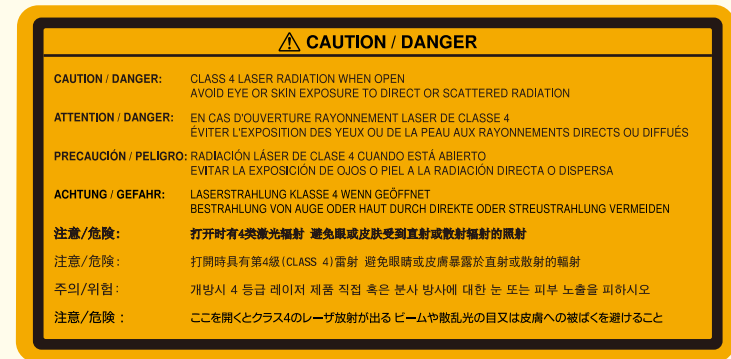 ⚠ CAUTION / DANGER
CAUTION / DANGER: CLASS 4 LASER RADIATION WHEN OPEN
AVOID EYE OR SKIN EXPOSURE TO DIRECT OR SCATTERED RADIATION
ATTENTION / DANGER: EN CAS D'OUVERTURE RAYONNEMENT LASER DE CLASSE 4
ÉVITER L'EXPOSITION DES YEUX OU DE LA PEAU AUX RAYONNEMENTS DIRECTS OU DIFFUÉS
PRECAUCIÓN / PELIGRO: RADIACIÓN LÁSER DE CLASE 4 CUANDO ESTÁ ABIERTO
EVITAR LA EXPOSICIÓN DE OJOS O PIEL A LA RADIACIÓN DIRECTA O DISPERSA
ACHTUNG / GEFAHR: LASERSTRAHLUNG KLASSE 4 WENN GEÖFFNET
BESTRAHLUNG VON AUGE ODER HAUT DURCH DIREKTE ODER STREUSTRAHLUNG VERMEIDEN
注意/危险: 打开时有4类激光辐射 避免眼或皮肤受到直射或散射辐射的照射
注意/危險: 打開時具有第4級(CLASS 4)雷射 避免眼睛或皮膚暴露於直射或散射的輻射
주의/위험: 개방시 4 등급 레이저 제품 직접 혹은 분사 방사에 대한 눈 또는 피부 노출을 피하시오
注意/危険: ここを開くとクラス4のレーザ放射が出る ビームや散乱光の目又は皮膚への被ばくを避けること